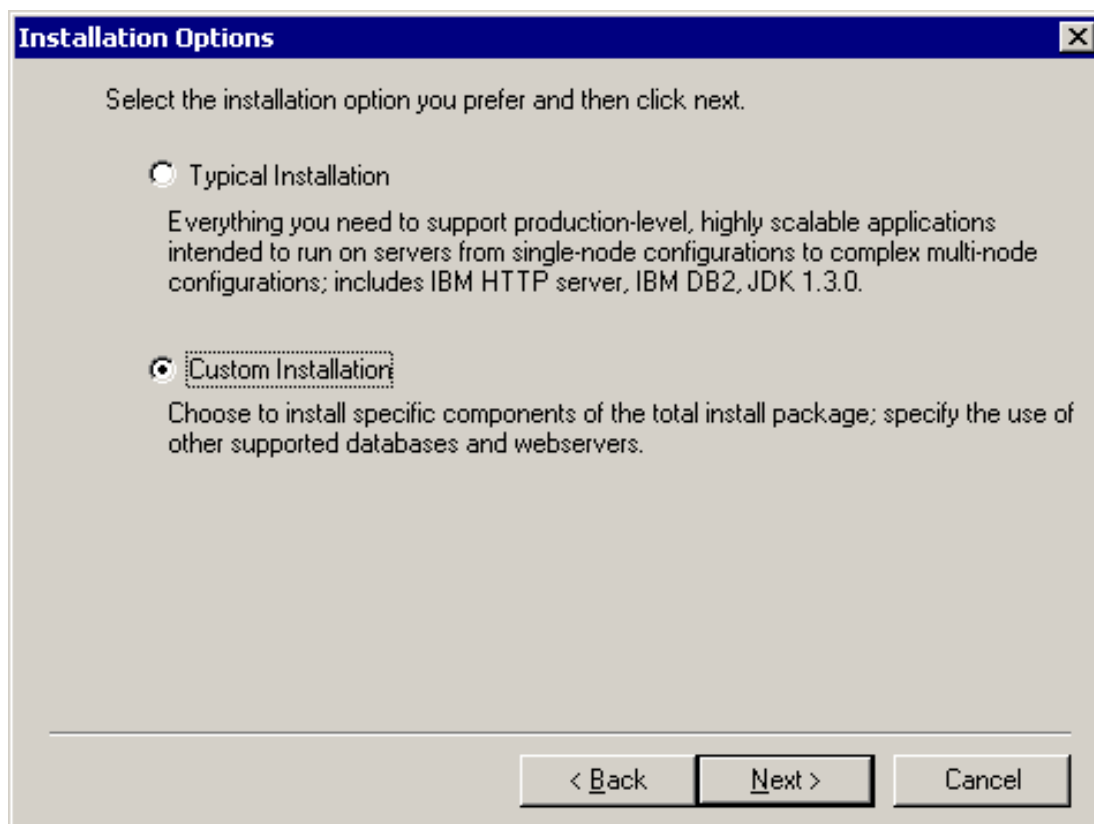 Installation Options
Select the installation option you prefer and then click next.
Typical Installation
Everything you need to support production-level, highly scalable applications
intended to run on servers from single-node configurations to complex multi-node
configurations; includes IBM HTTP server, IBM DB2, JDK 1.3.0.
Custom Installation
Choose to install specific components of the total install package; specify the use of
other supported databases and webservers.
< Back Next > Cancel